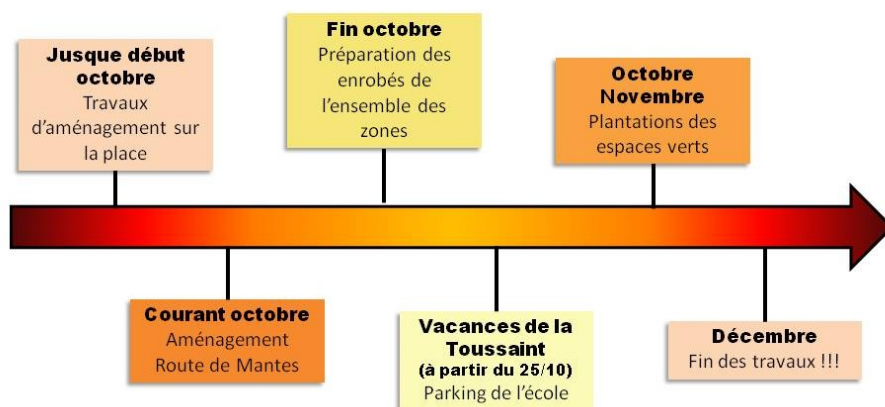 Jusque début
octobre
Travaux
d'aménagement sur
la place
Fin octobre
Préparation des
enrobés de
l'ensemble des
zones
Octobre
Novembre
Plantations des
espaces verts
Courant octobre
Aménagement
Route de Mantes
Vacances de la
Toussaint
(à partir du 25/10)
Parking de l'école
Décembre
Fin des travaux !!!